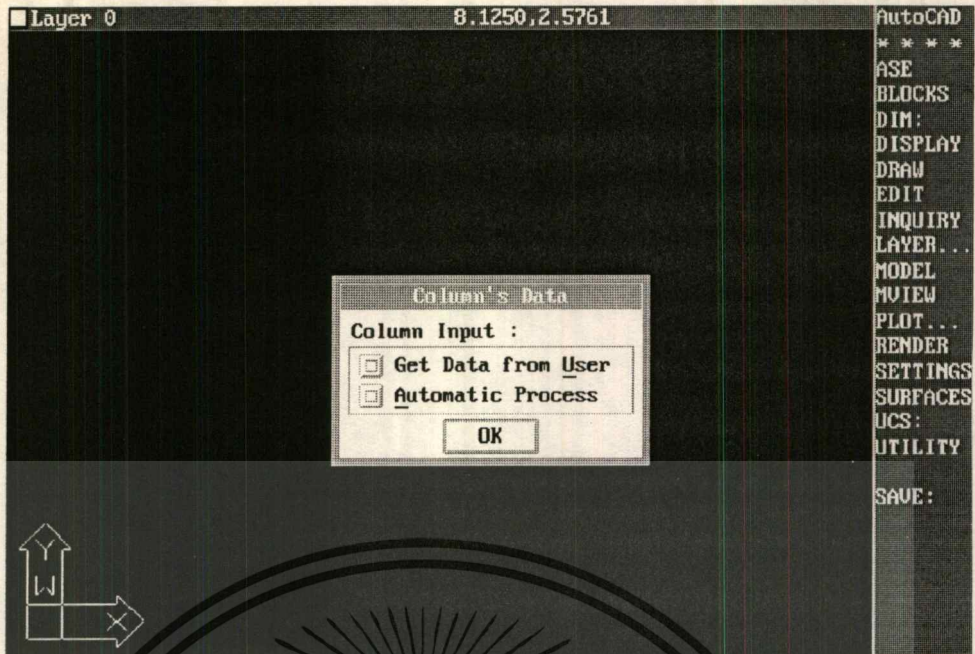 Layer 0
8.1250,2.5761
AutoCAD
* * * *
ASE
BLOCKS
DIM:
DISPLAY
DRAW
EDIT
INQUIRY
LAYER...
MODEL
MVIEW
PLOT...
RENDER
SETTINGS
SURFACES
UCS:
UTILITY
SAVE:
Column's Data
Column Input :
Get Data from User
Automatic Process
OK
Y
W
X